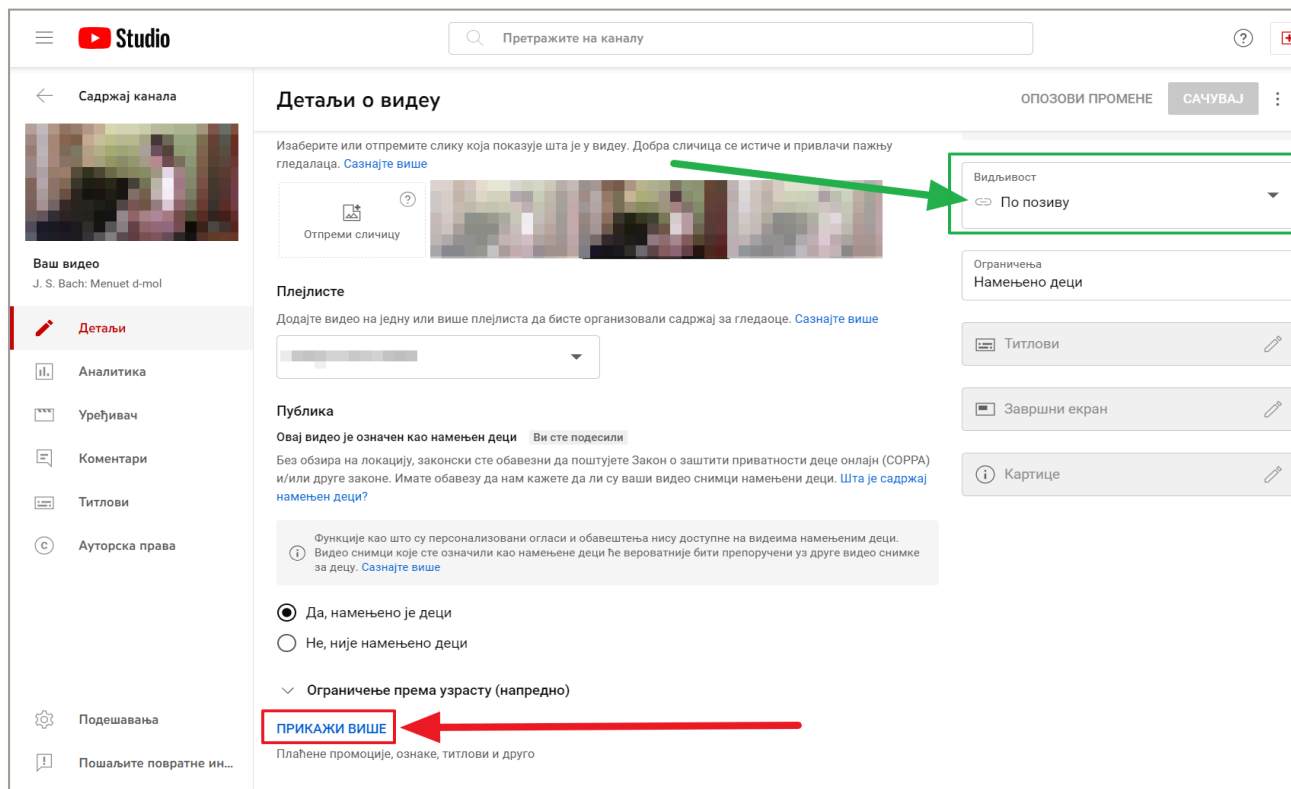 Studio
Претражите на каналу
Садржај канала
Ваш видео
J. S. Bach: Menuet d-mol
Детаљи
Аналитика
Уређивач
Коментари
Титлови
Ауторска права
Подешавања
Пошаљите повратне ин...
Детаљи о видеу
ОПОЗОВИ ПРОМЕНЕ
САЧУВАЈ
Изаберите или отпремите слику која показује шта је у видеу. Добра сличица се истиче и привлачи пажњу
гледалаца. Сазнајте више
Отпреми сличицу
Плејлисте
Додајте видео на једну или више плејлиста да бисте организовали садржај за гледаоце. Сазнајте више
Публика
Овај видео је означен као намењен деци Ви сте подесили
Без обзира на локацију, законски сте обавезни да поштујете Закон о заштити приватности деце онлајн (COPPA)
и/или друге законе. Имате обавезу да нам кажете да ли су ваши видео снимци намењени деци. Шта је садржај
намењен деци?
Функције као што су персонализовани огласи и обавештења нису доступне на видеима намењеним деци.
Видео снимци које сте означили као намењене деци ће вероватније бити препоручени уз друге видео снимке
за децу. Сазнајте више
Да, намењено је деци
Не, није намењено деци
Ограничење према узрасту (напредно)
ПРИКАЖИ ВИШЕ
Плаћене промоције, ознаке, титлови и друго
Видљивост
По позиву
Ограничења
Намењено деци
Титлови
Завршни екран
Картице